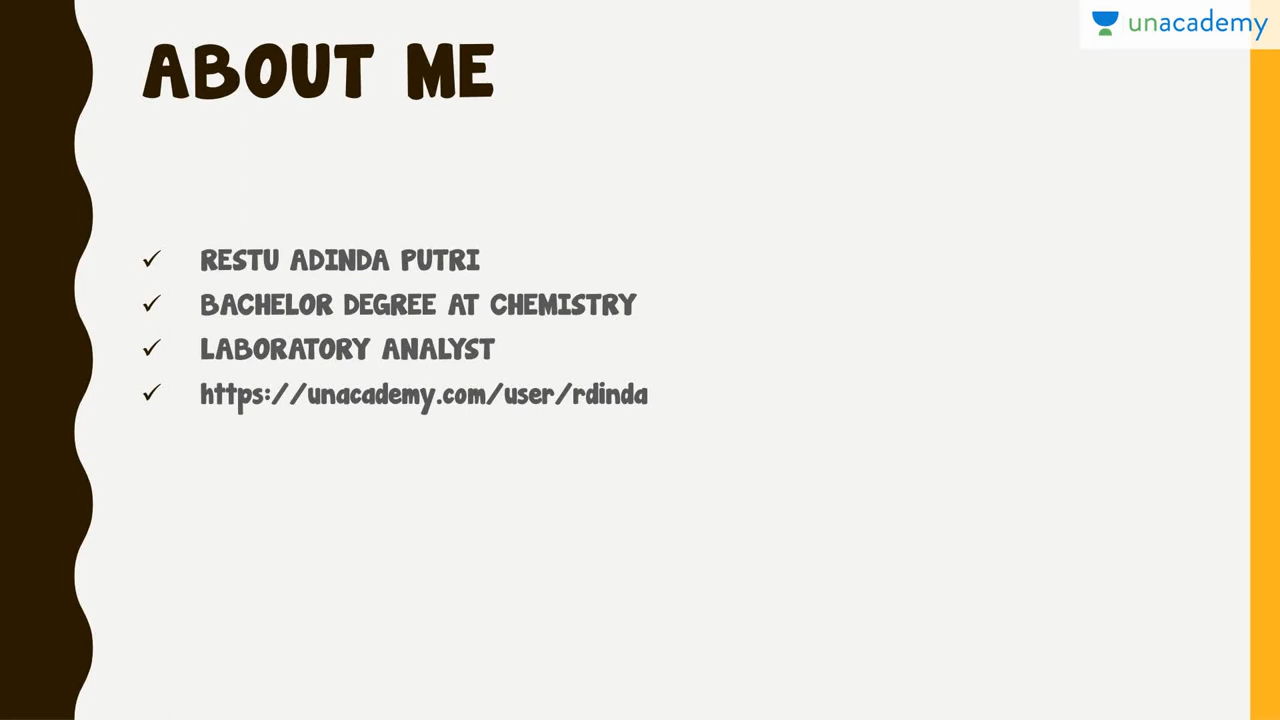 unacademy
ABOUT ME
RESTU ADINDA PUTRI
BACHELOR DEGREE AT CHEMISTRY
LABORATORY ANALYST
https://unacademy.com/user/rdinda